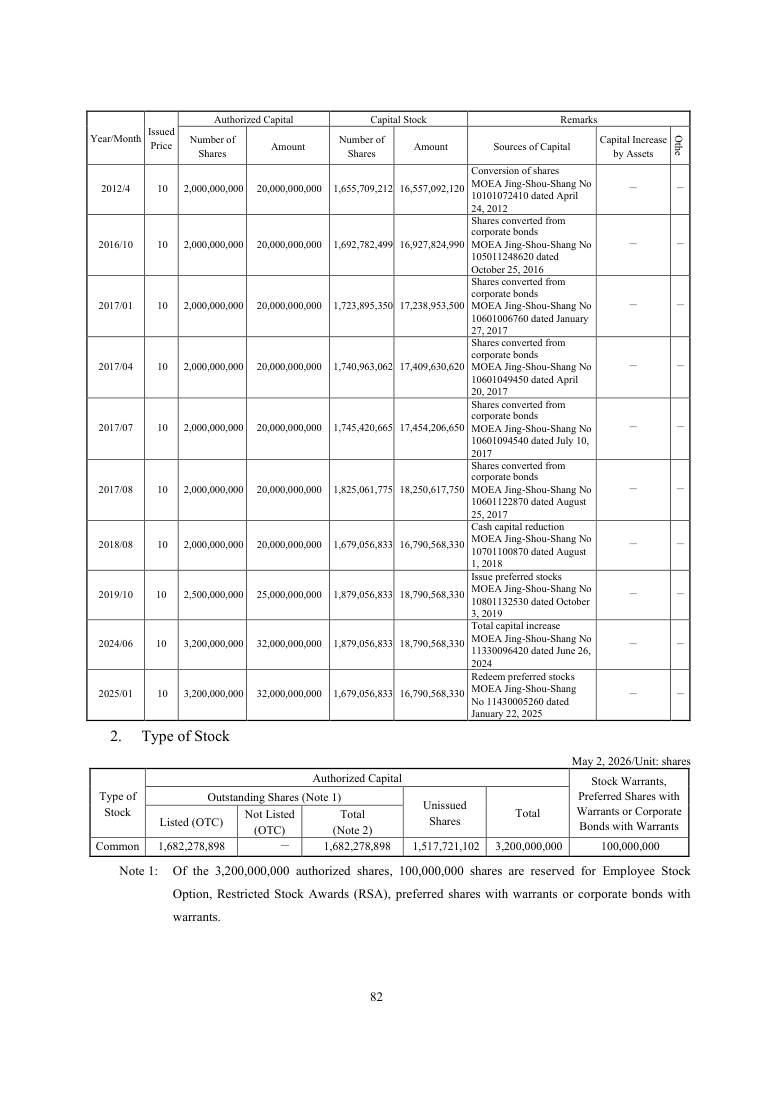 Authorized Capital Capital Stock Remarks
Year/Month Issued Price Number of Shares Amount Number of Shares Amount Sources of Capital Capital Increase by Assets Othe
2012/4 10 2,000,000,000 20,000,000,000 1,655,709,212 16,557,092,120 Conversion of shares
MOEA Jing-Shou-Shang No
10101072410 dated April
24, 2012 — —
2016/10 10 2,000,000,000 20,000,000,000 1,692,782,499 16,927,824,990 Shares converted from
corporate bonds
MOEA Jing-Shou-Shang No
105011248620 dated
October 25, 2016 — —
2017/01 10 2,000,000,000 20,000,000,000 1,723,895,350 17,238,953,500 Shares converted from
corporate bonds
MOEA Jing-Shou-Shang No
10601006760 dated January
27, 2017 — —
2017/04 10 2,000,000,000 20,000,000,000 1,740,963,062 17,409,630,620 Shares converted from
corporate bonds
MOEA Jing-Shou-Shang No
10601049450 dated April
20, 2017 — —
2017/07 10 2,000,000,000 20,000,000,000 1,745,420,665 17,454,206,650 Shares converted from
corporate bonds
MOEA Jing-Shou-Shang No
10601094540 dated July 10,
2017 — —
2017/08 10 2,000,000,000 20,000,000,000 1,825,061,775 18,250,617,750 Shares converted from
corporate bonds
MOEA Jing-Shou-Shang No
10601122870 dated August
25, 2017 — —
2018/08 10 2,000,000,000 20,000,000,000 1,679,056,833 16,790,568,330 Cash capital reduction
MOEA Jing-Shou-Shang No
10701100870 dated August
1, 2018 — —
2019/10 10 2,500,000,000 25,000,000,000 1,879,056,833 18,790,568,330 Issue preferred stocks
MOEA Jing-Shou-Shang No
10801132530 dated October
3, 2019 — —
2024/06 10 3,200,000,000 32,000,000,000 1,879,056,833 18,790,568,330 Total capital increase
MOEA Jing-Shou-Shang No
11330096420 dated June 26,
2024 — —
2025/01 10 3,200,000,000 32,000,000,000 1,679,056,833 16,790,568,330 Redeem preferred stocks
MOEA Jing-Shou-Shang
No 11430005260 dated
January 22, 2025 — —
2. Type of Stock
May 2, 2026/Unit: shares
Type of Stock Authorized Capital Stock Warrants, Preferred Shares with Warrants or Corporate Bonds with Warrants
Outstanding Shares (Note 1) Unissued Shares Total
Listed (OTC) Not Listed (OTC) Total (Note 2)
Common 1,682,278,898 — 1,682,278,898 1,517,721,102 3,200,000,000 100,000,000
Note 1: Of the 3,200,000,000 authorized shares, 100,000,000 shares are reserved for Employee Stock
Option, Restricted Stock Awards (RSA), preferred shares with warrants or corporate bonds with
warrants.
82